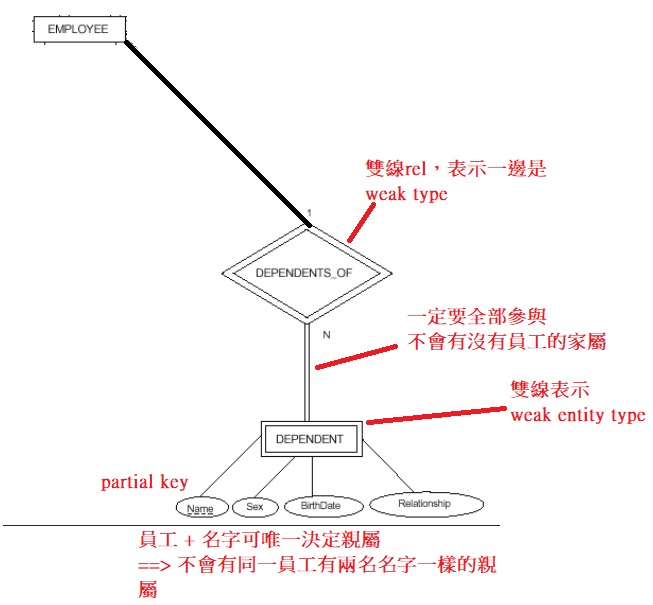 EMPLOYEE
雙線rel，表示一邊是
weak type
1
DEPENDENTS_OF
一定要全部參與
不會有沒有員工的家屬
N
雙線表示
weak entity type
DEPENDENT
partial key
Name
Sex
BirthDate
Relationship
員工 + 名字可唯一決定親屬
==> 不會有同一員工有兩名名字一樣的親
屬